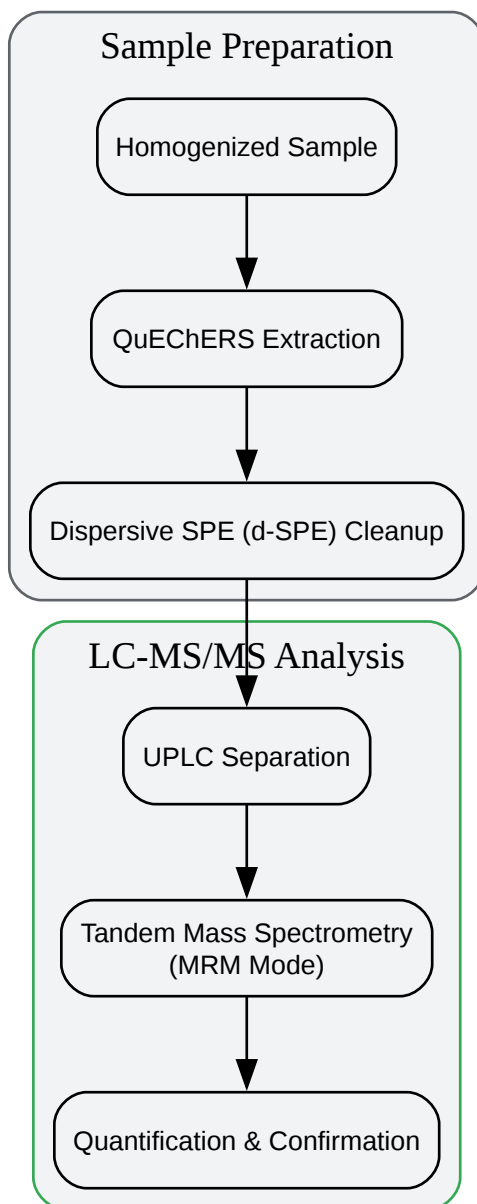 Sample Preparation
Homogenized Sample
QuEChERS Extraction
Dispersive SPE (d-SPE) Cleanup
LC-MS/MS Analysis
UPLC Separation
Tandem Mass Spectrometry
(MRM Mode)
Quantification & Confirmation